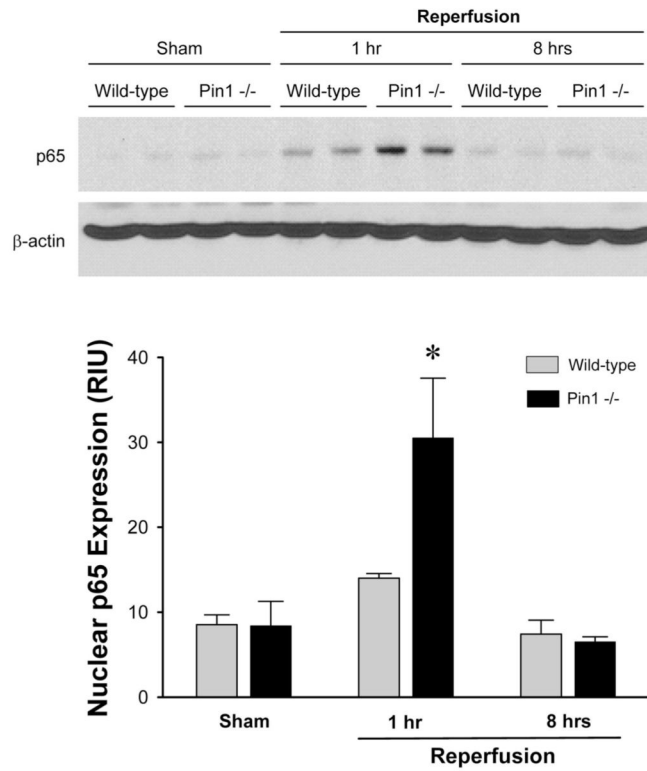 Reperfusion
Sham 1 hr 8 hrs
Wild-type Pin1 -/- Wild-type Pin1 -/- Wild-type Pin1 -/-
p65
β-actin
Nuclear p65 Expression (RIU)
40
30
20
10
0
*
Wild-type
Pin1 -/-
Sham 1 hr 8 hrs
Reperfusion